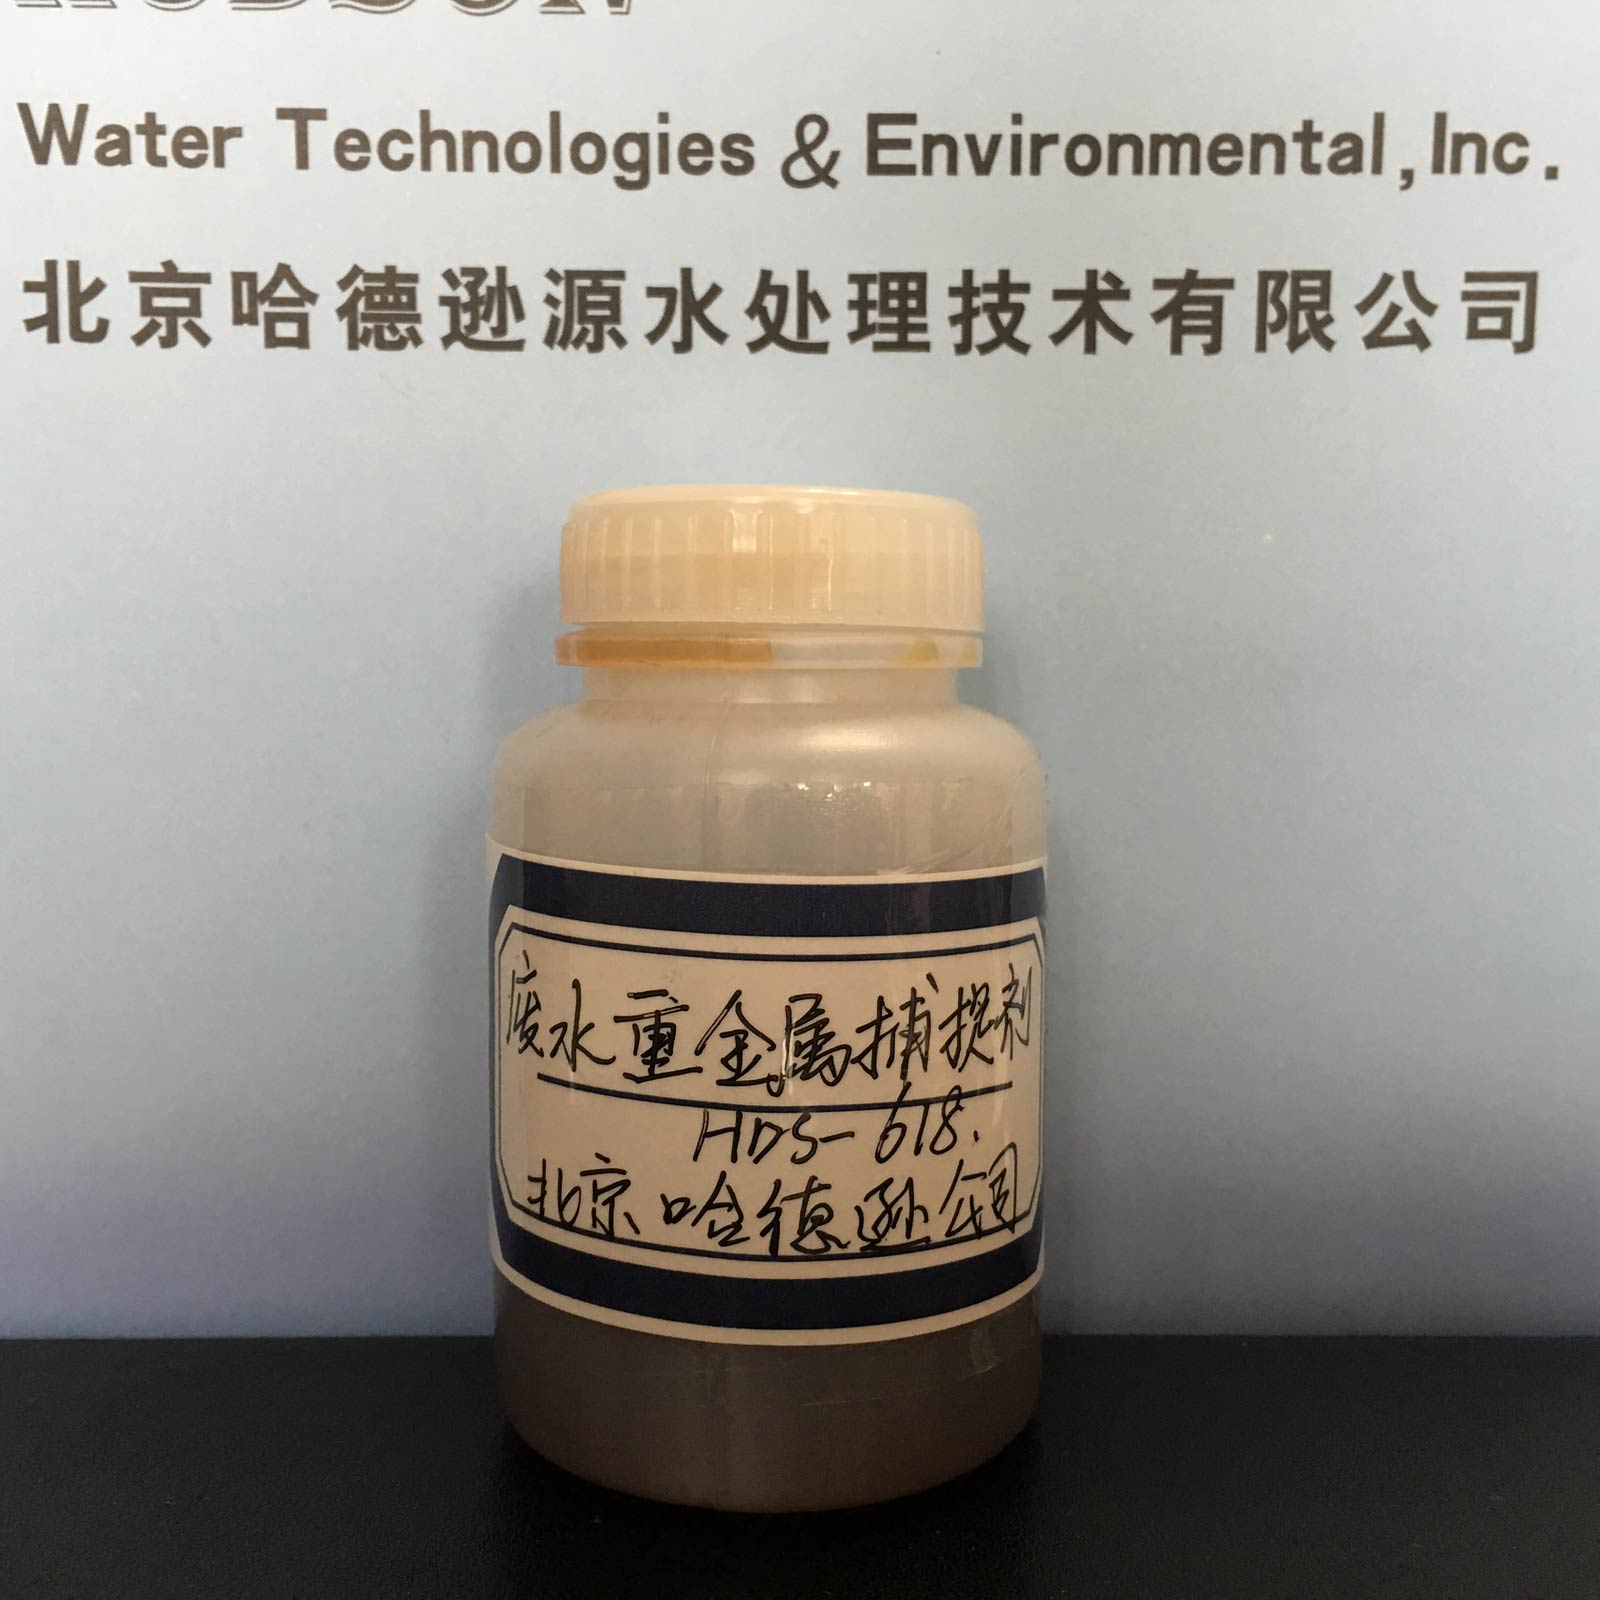 HUDSON
Water Technologies & Environmental, Inc.
北京哈德逊源水处理技术有限公司
废水重金属捕捉剂
HDS-618.
北京哈德逊公司